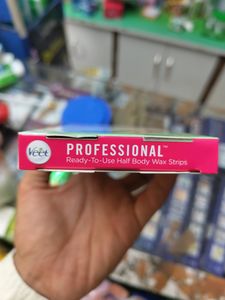 Veet
PROFESSIONAL™
Ready-To-Use Half Body Wax Strips